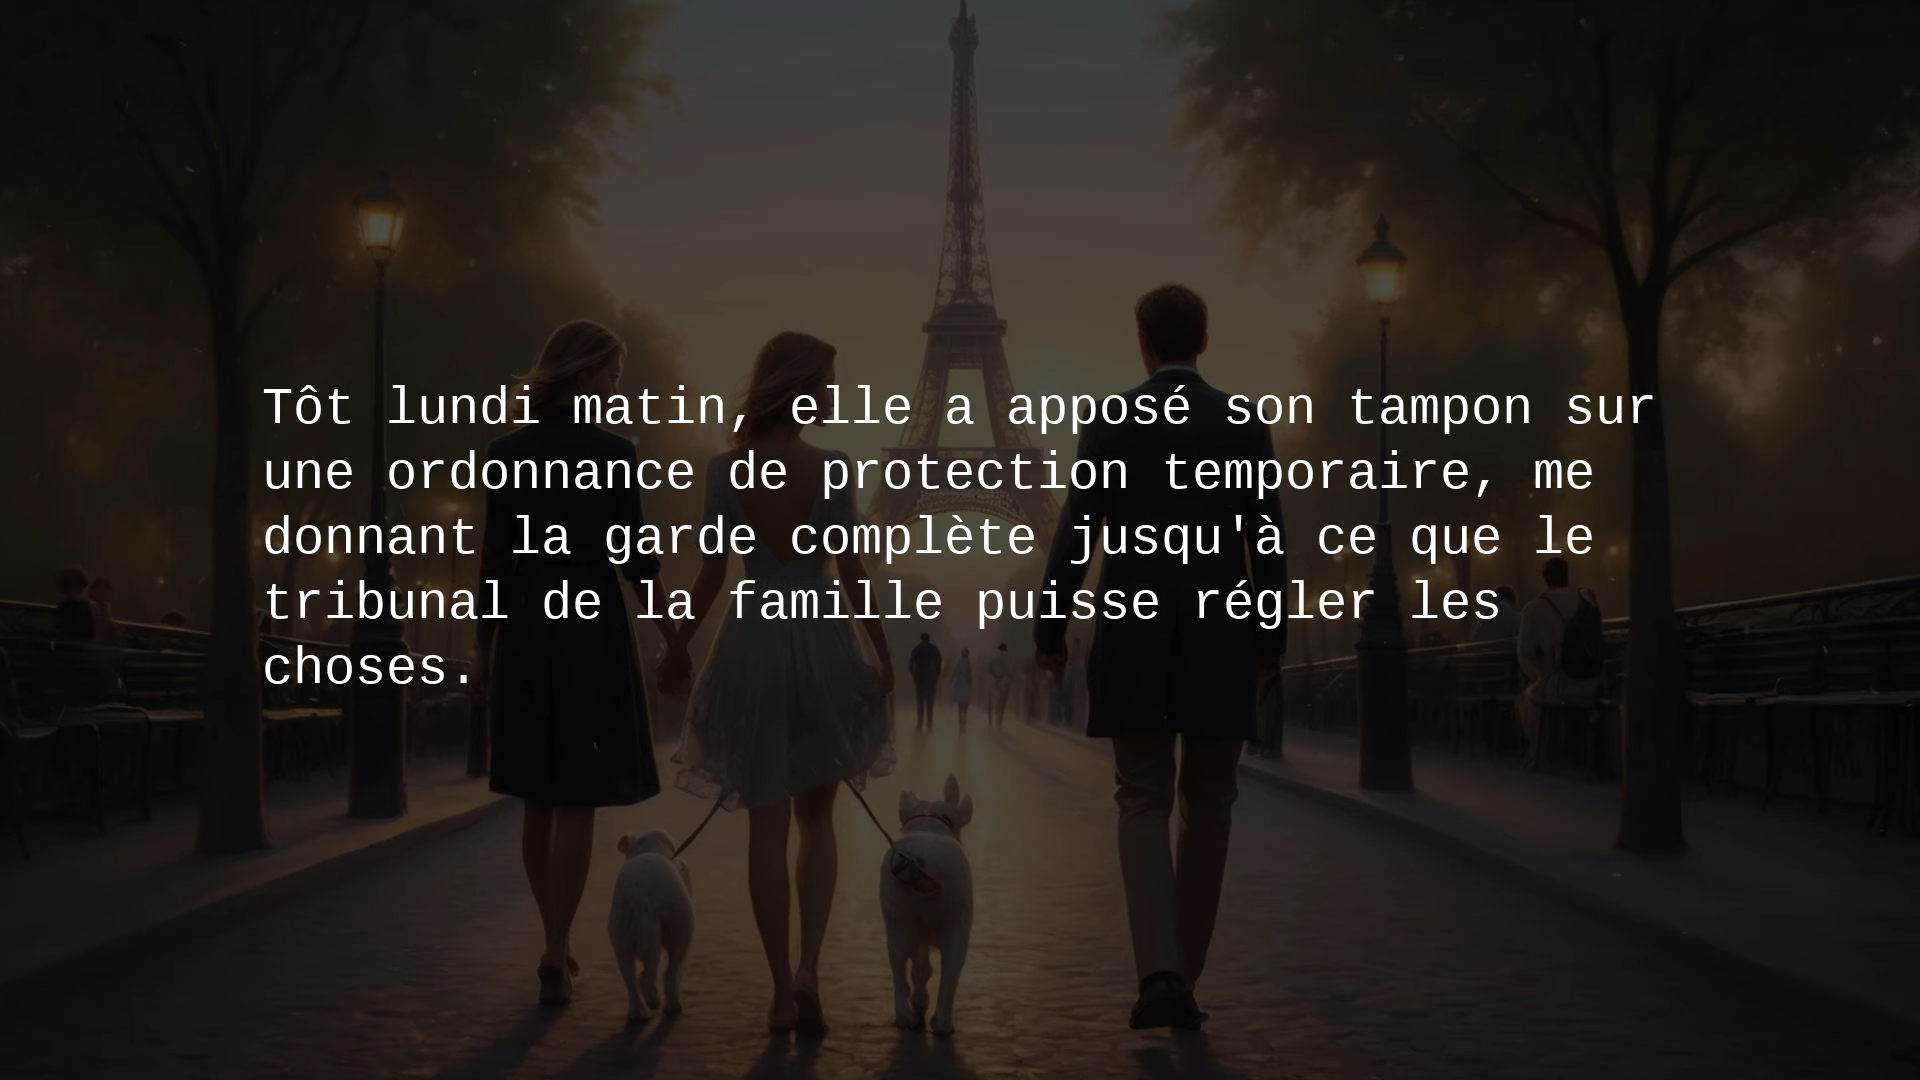 Tôt lundi matin, elle a apposé son tampon sur
une ordonnance de protection temporaire, me
donnant la garde complète jusqu'à ce que le
tribunal de la famille puisse régler les
choses.